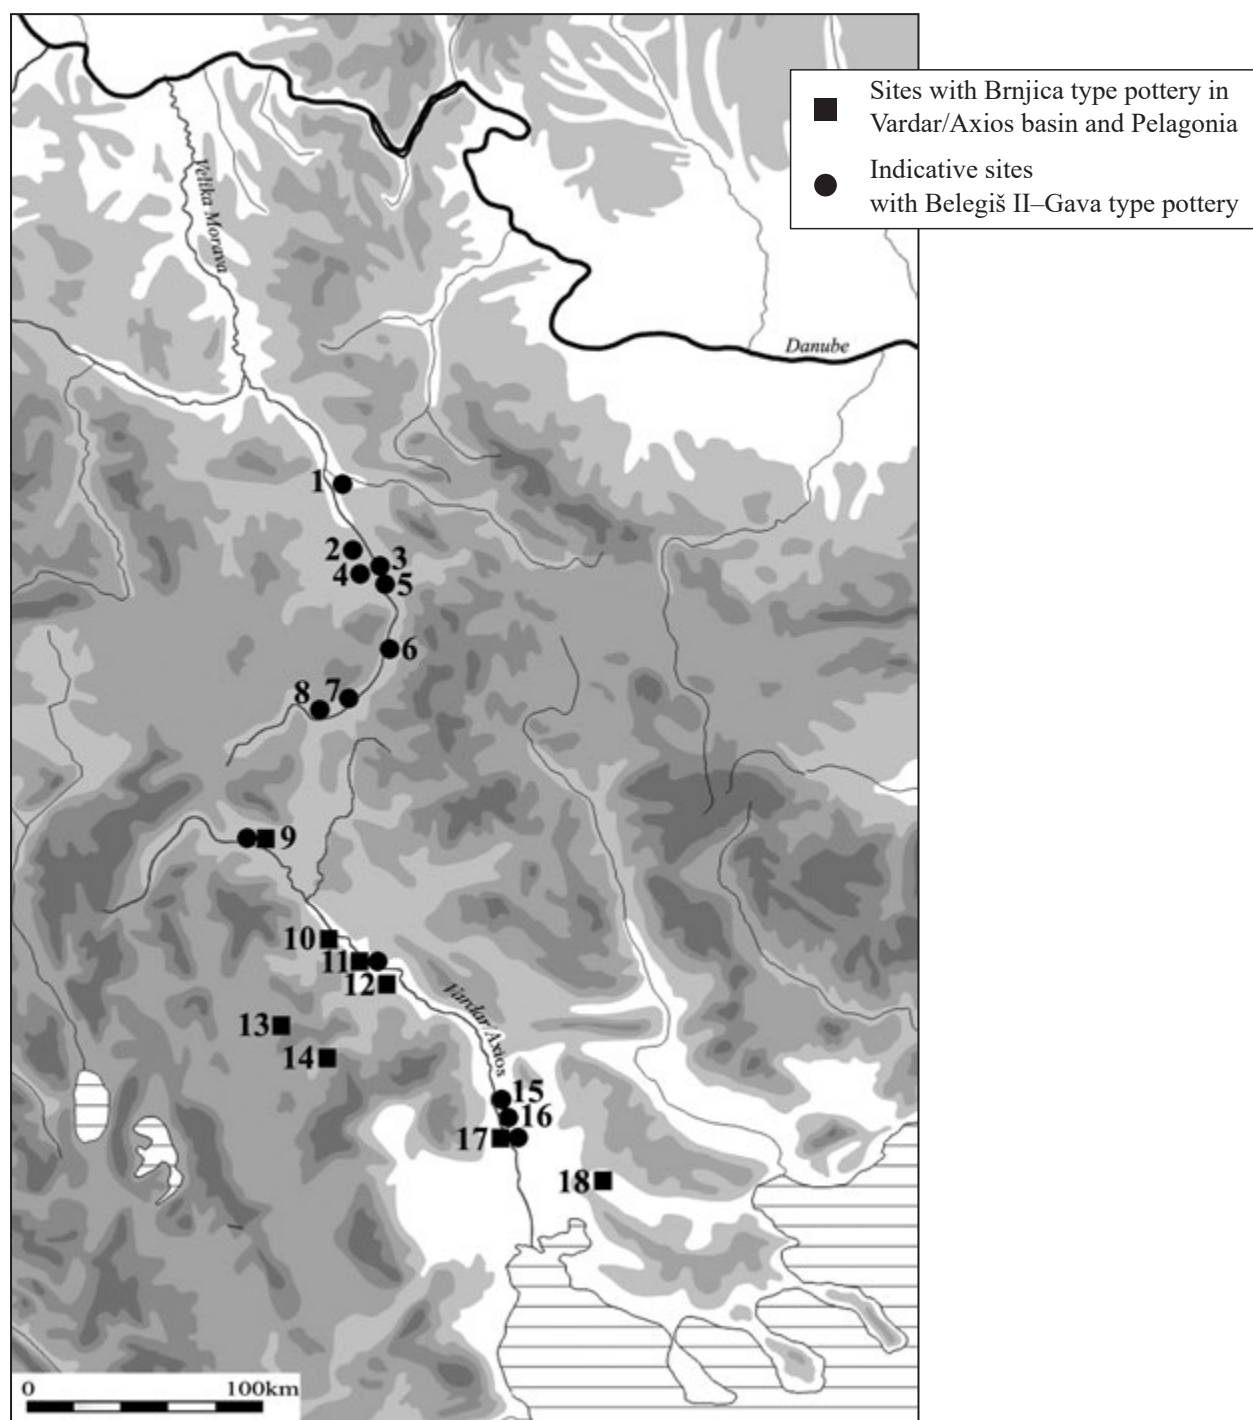 Sites with Brnjica type pottery in
Vardar/Axios basin and Pelagonia
Indicative sites
with Belegiš II–Gava type pottery
Velika Morava
Danube
1
2
3
4
5
6
7
8
9
10
11
12
Vardar/Axios
13
14
15
16
17
18
0 100km